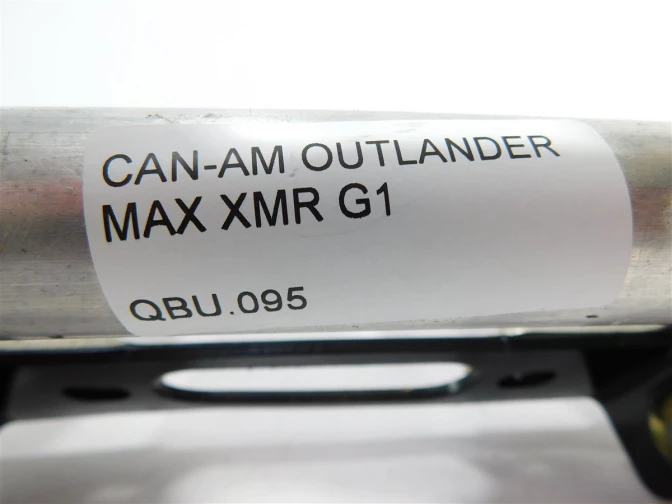 CAN-AM OUTLANDER
MAX XMR G1
QBU.095